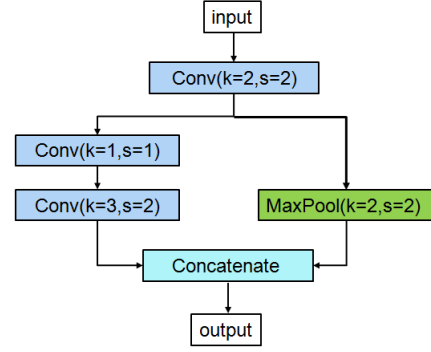 input
Conv(k=2,s=2)
Conv(k=1,s=1)
Conv(k=3,s=2)
MaxPool(k=2,s=2)
Concatenate
output